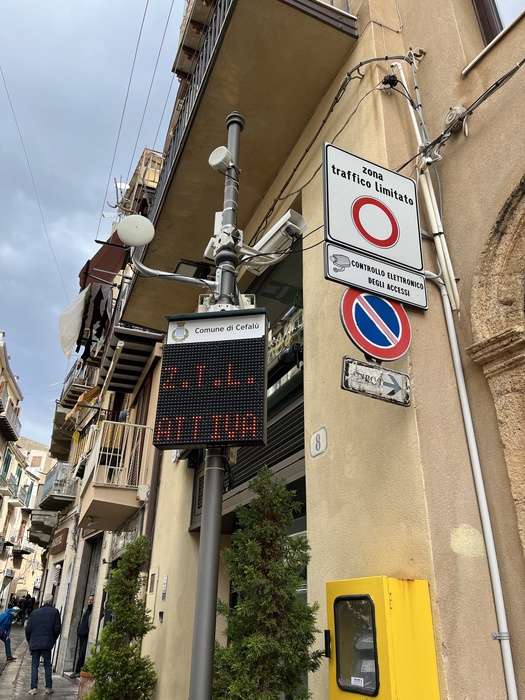 zona
traffico limitato
CONTROLLO ELETTRONICO
DEGLI ACCESSI
Comune di Cefalù
Z.T.L.
ATTIVA
8